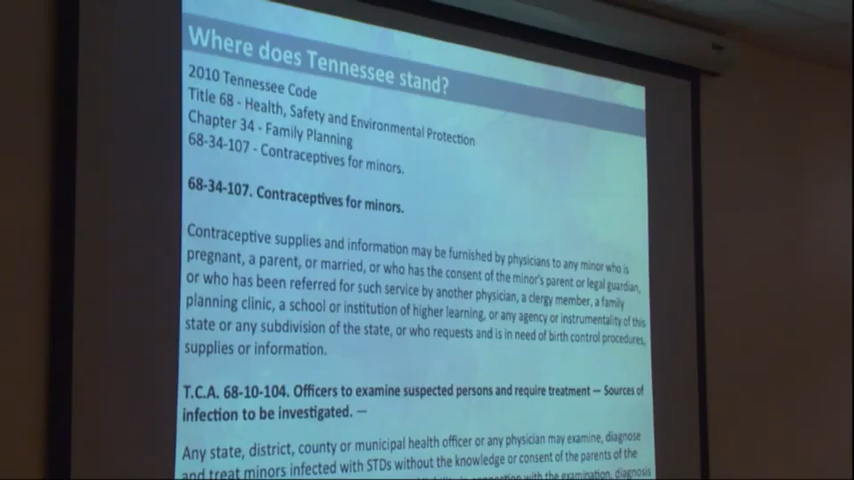 Where does Tennessee stand?
2010 Tennessee Code
Title 68 - Health, Safety and Environmental Protection
Chapter 34 - Family Planning
68-34-107 - Contraceptives for minors.
68-34-107. Contraceptives for minors.
Contraceptive supplies and information may be furnished by physicians to any minor who is
pregnant, a parent, or married, or who has the consent of the minor's parent or legal guardian,
or who has been referred for such service by another physician, a clergy member, a family
planning clinic, a school or institution of higher learning, or any agency or instrumentality of this
state or any subdivision of the state, or who requests and is in need of birth control procedures,
supplies or information.
T.C.A. 68-10-104. Officers to examine suspected persons and require treatment — Sources of
infection to be investigated. —
Any state, district, county or municipal health officer or any physician may examine, diagnose
and treat minors infected with STDs without the knowledge or consent of the parents of the
with the examination, diagnosis